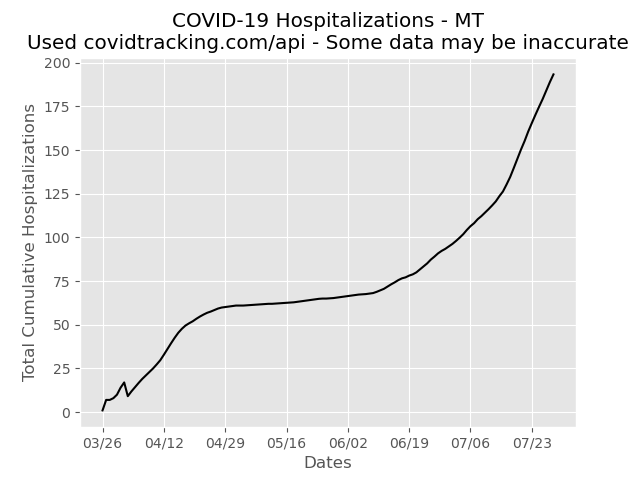 COVID-19 Hospitalizations - MT
Used covidtracking.com/api - Some data may be inaccurate
200
175
150
125
100
75
50
25
0
Total Cumulative Hospitalizations
03/26 04/12 04/29 05/16 06/02 06/19 07/06 07/23
Dates